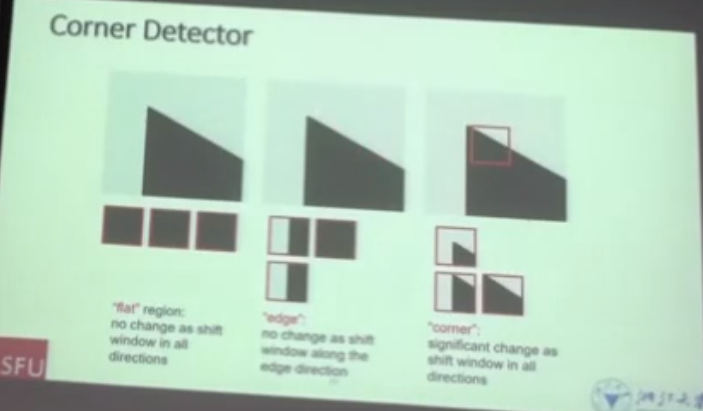 Corner Detector
"flat" region:
no change as shift
window in all
directions
"edge":
no change as shift
window along the
edge direction
"corner":
significant change as
shift window in all
directions
SFU